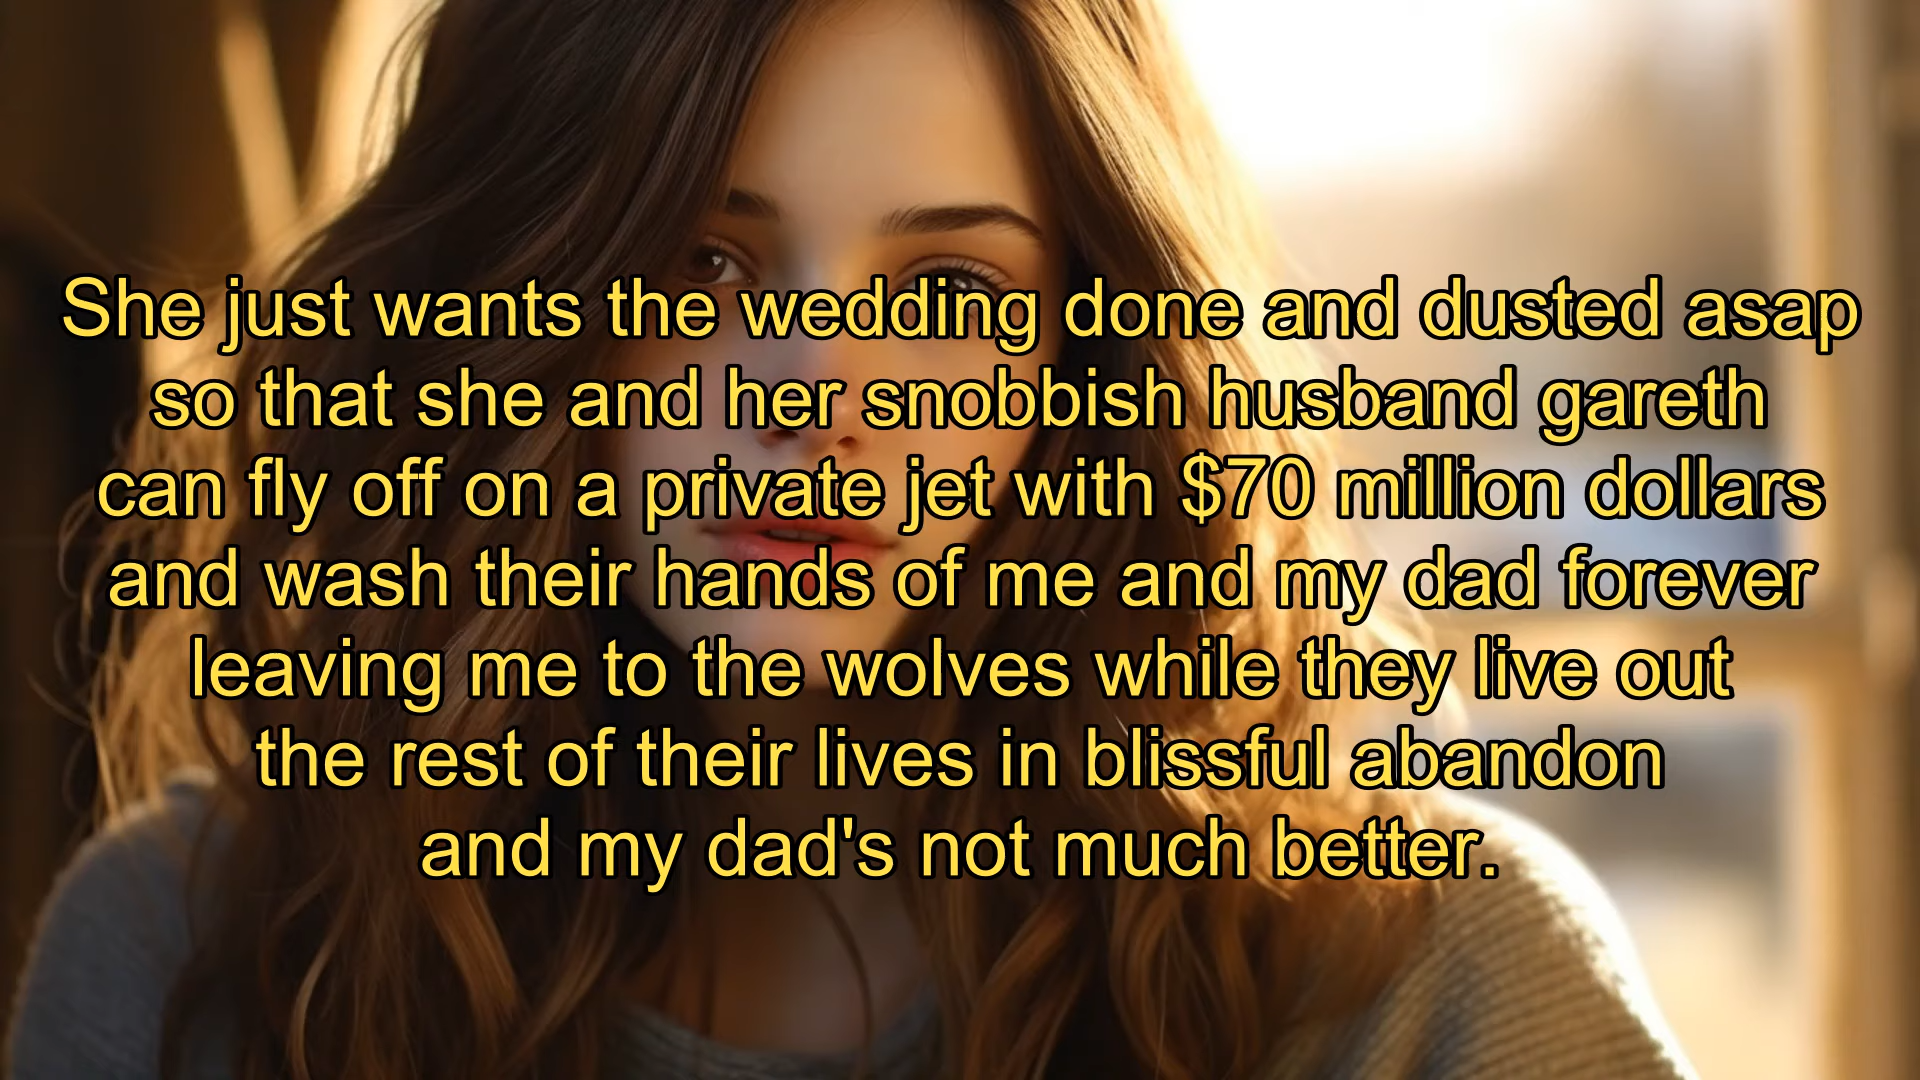 She just wants the wedding done and dusted asap
so that she and her snobbish husband gareth
can fly off on a private jet with $70 million dollars
and wash their hands of me and my dad forever
leaving me to the wolves while they live out
the rest of their lives in blissful abandon
and my dad's not much better.